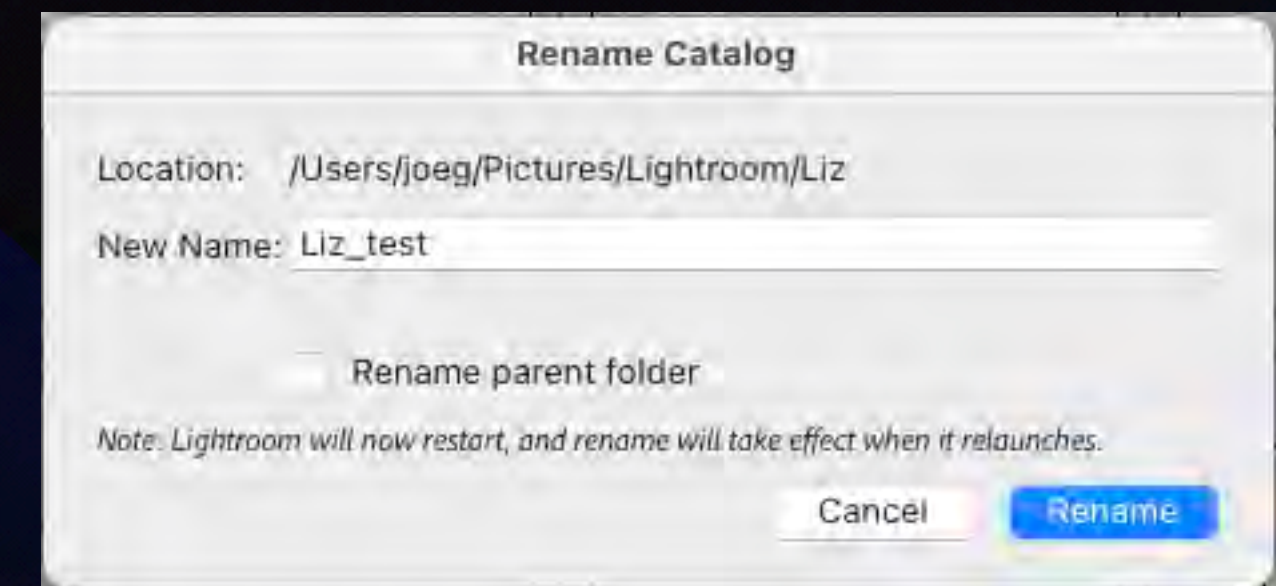 Rename Catalog
Location: /Users/joeg/Pictures/Lightroom/Liz
New Name: Liz_test
Rename parent folder
Note: Lightroom will now restart, and rename will take effect when it relaunches.
Cancel Rename